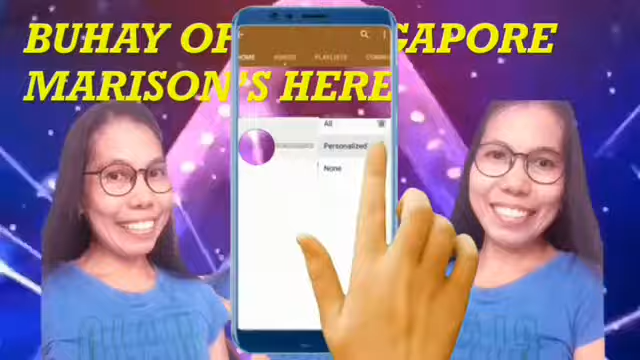 BUHAY OF GAPORE
MARISON'S HERE
HOME VIDEOS PLAYLISTS
All
Personalized
None